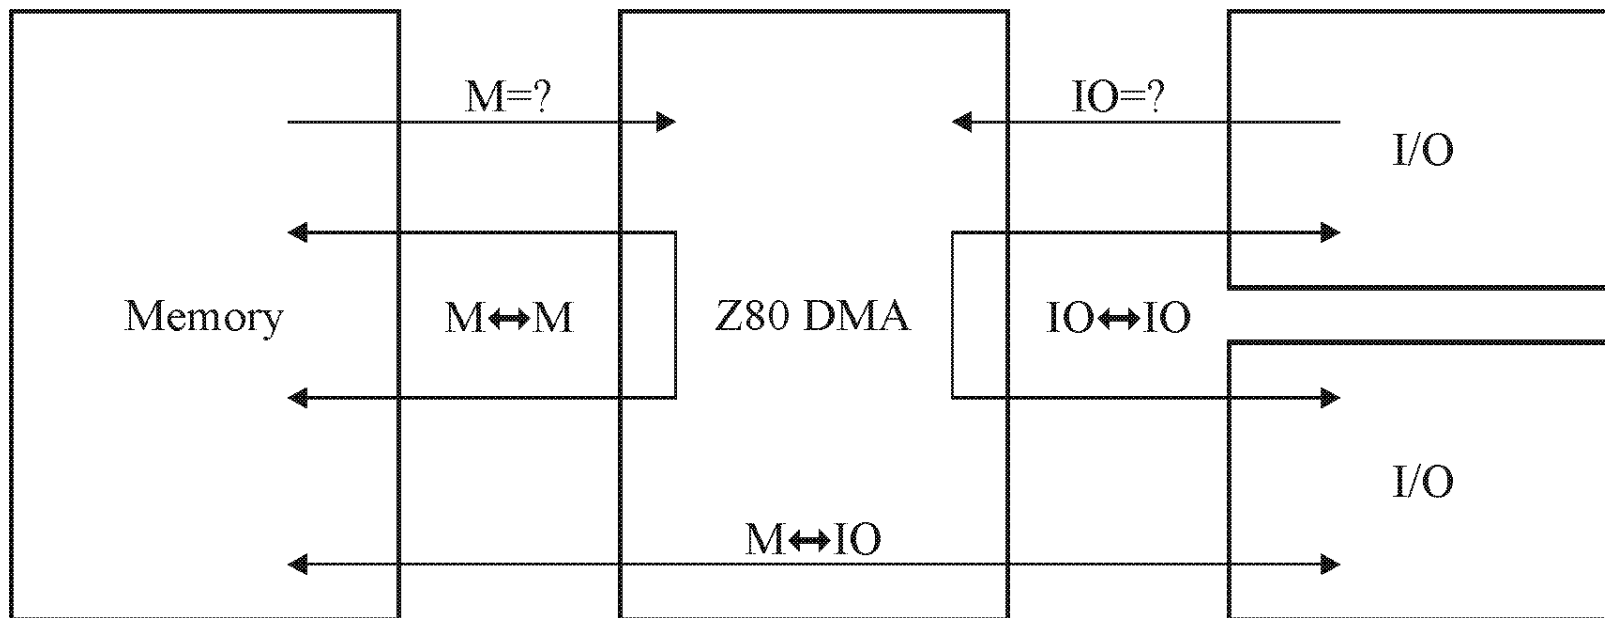 M=?
IO=?
I/O
Memory
M↔M
Z80 DMA
IO↔IO
I/O
M↔IO